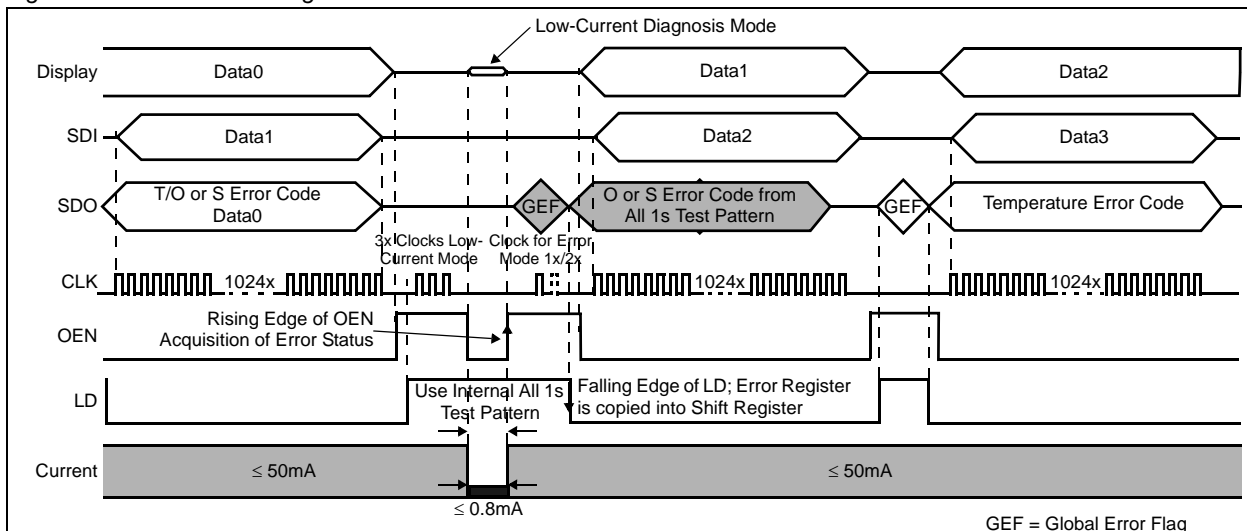 Low-Current Diagnosis Mode
Display
Data0
Data1
Data2
SDI
Data1
Data2
Data3
SDO
T/O or S Error Code
Data0
GEF
O or S Error Code from
All 1s Test Pattern
GEF
Temperature Error Code
3x Clocks Low-
Current Mode
Clock for Error
Mode 1x/2x
CLK
1024x
1024x
1024x
OEN
Rising Edge of OEN
Acquisition of Error Status
LD
Use Internal All 1s
Test Pattern
Falling Edge of LD; Error Register
is copied into Shift Register
Current
≤ 50mA
≤ 50mA
≤ 0.8mA
GEF = Global Error Flag